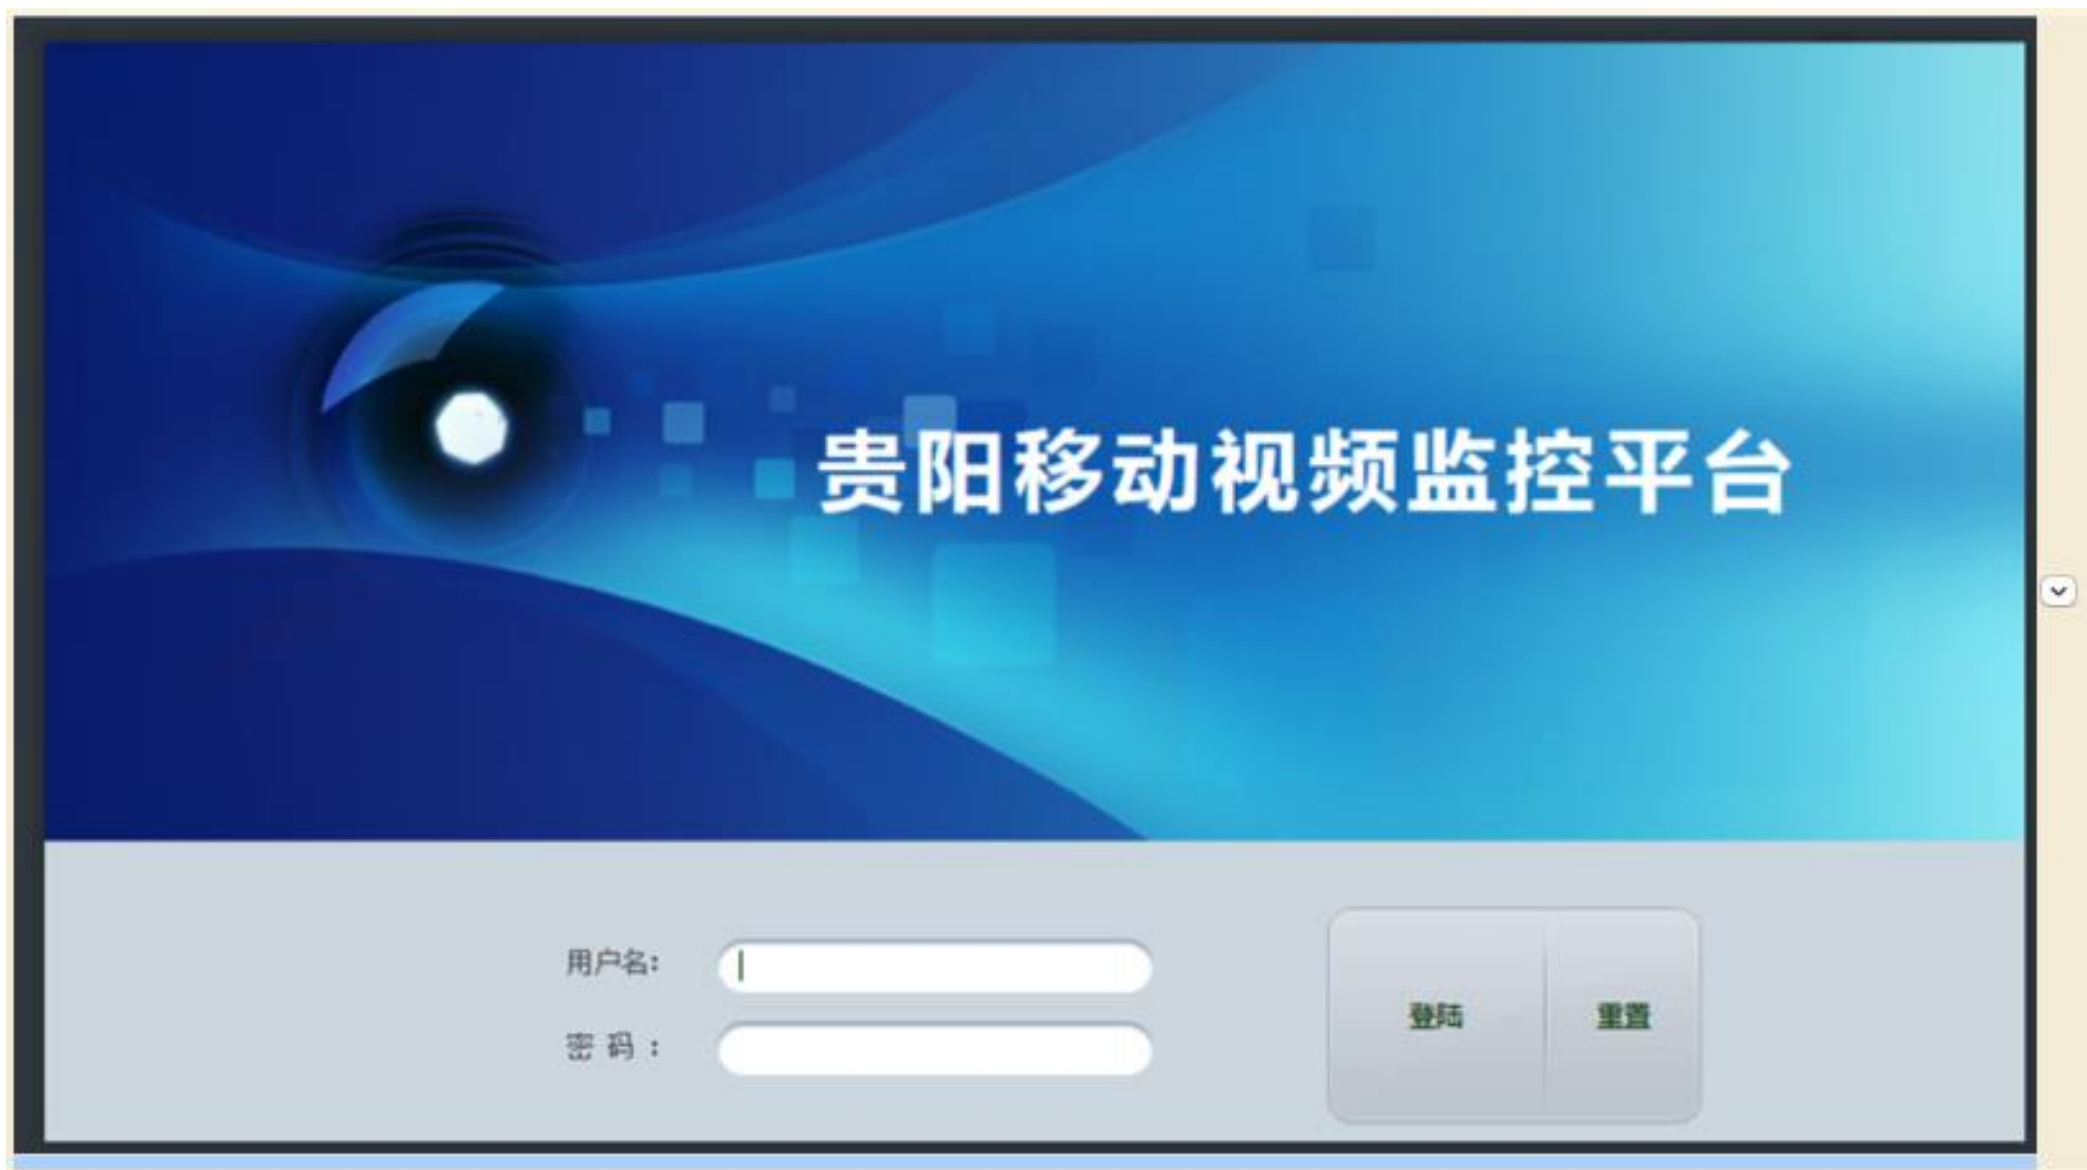 贵阳移动视频监控平台
用户名：
密 码 ：
登陆
重置